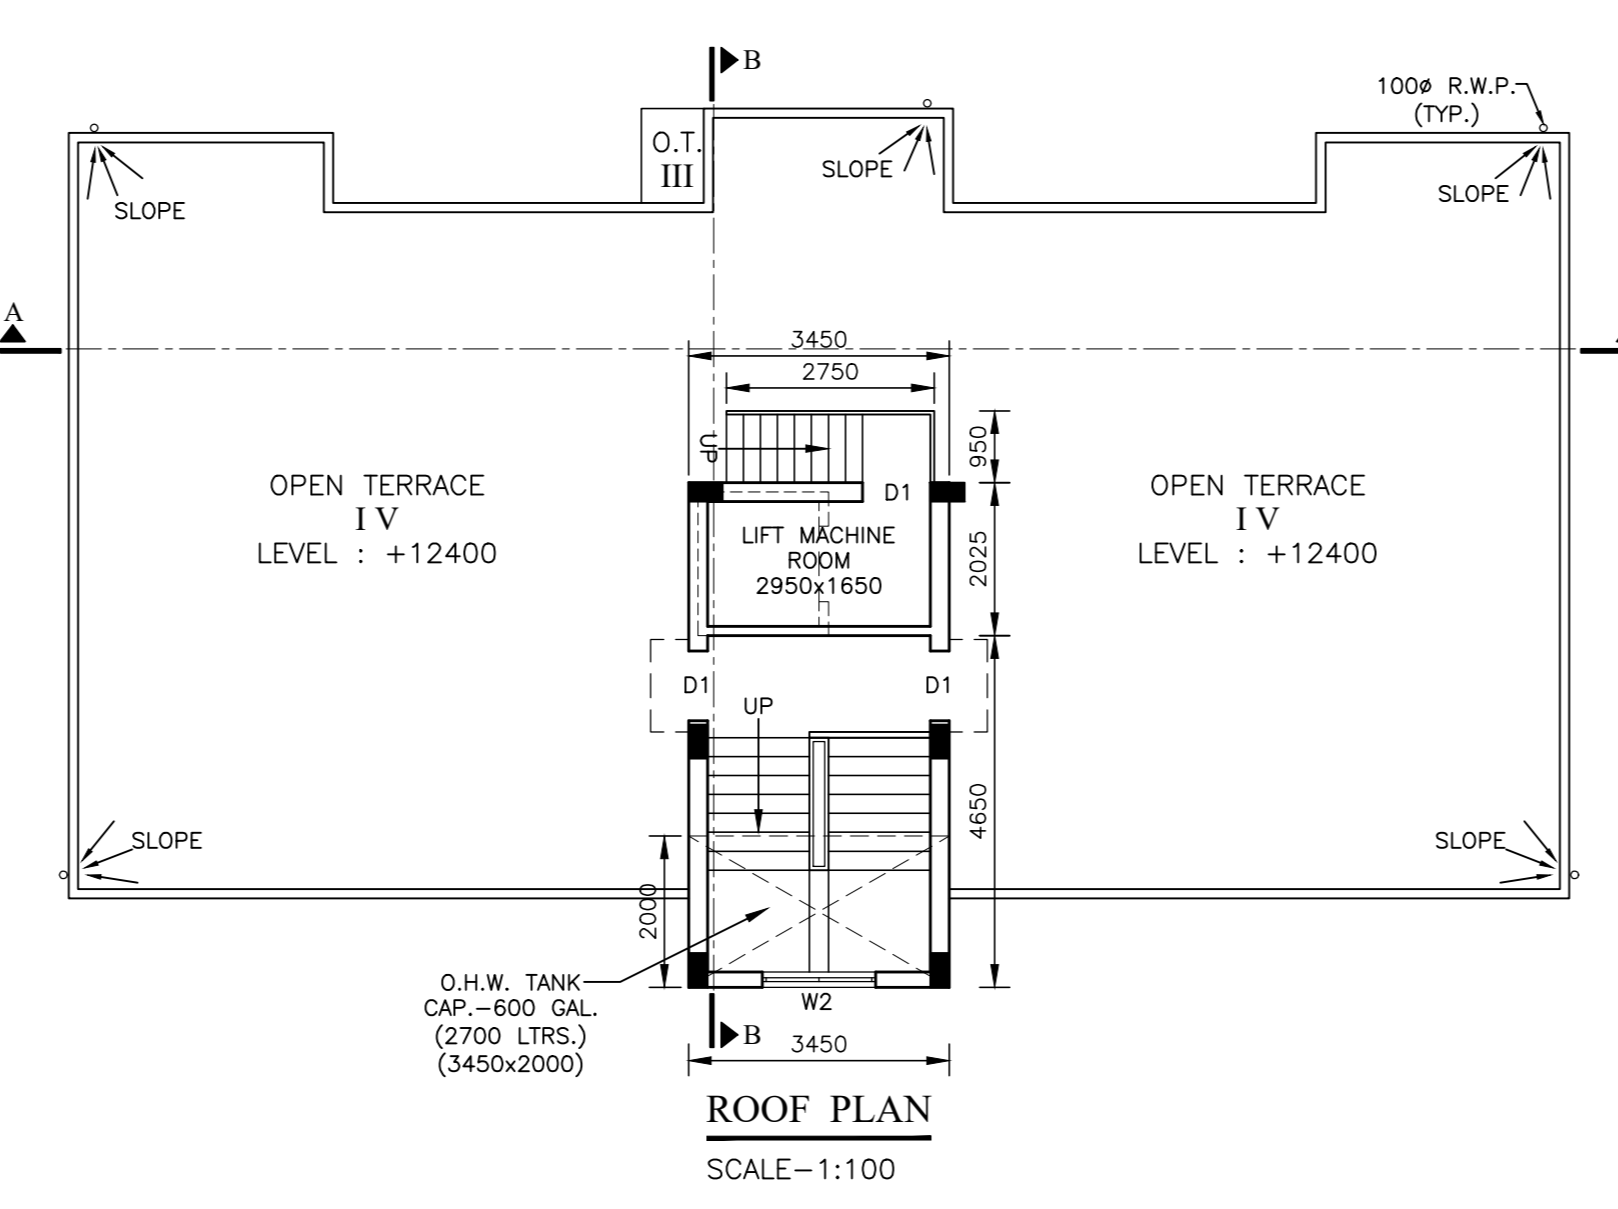 B
100ø R.W.P.
(TYP.)
O.T.
III
SLOPE
SLOPE
SLOPE
A
3450
2750
UP
950
D1
OPEN TERRACE
IV
LEVEL : +12400
LIFT MACHINE
ROOM
2950x1650
2025
OPEN TERRACE
IV
LEVEL : +12400
D1
D1
UP
4650
SLOPE
SLOPE
2000
O.H.W. TANK
CAP.-600 GAL.
(2700 LTRS.)
(3450x2000)
W2
B
3450
ROOF PLAN
SCALE-1:100